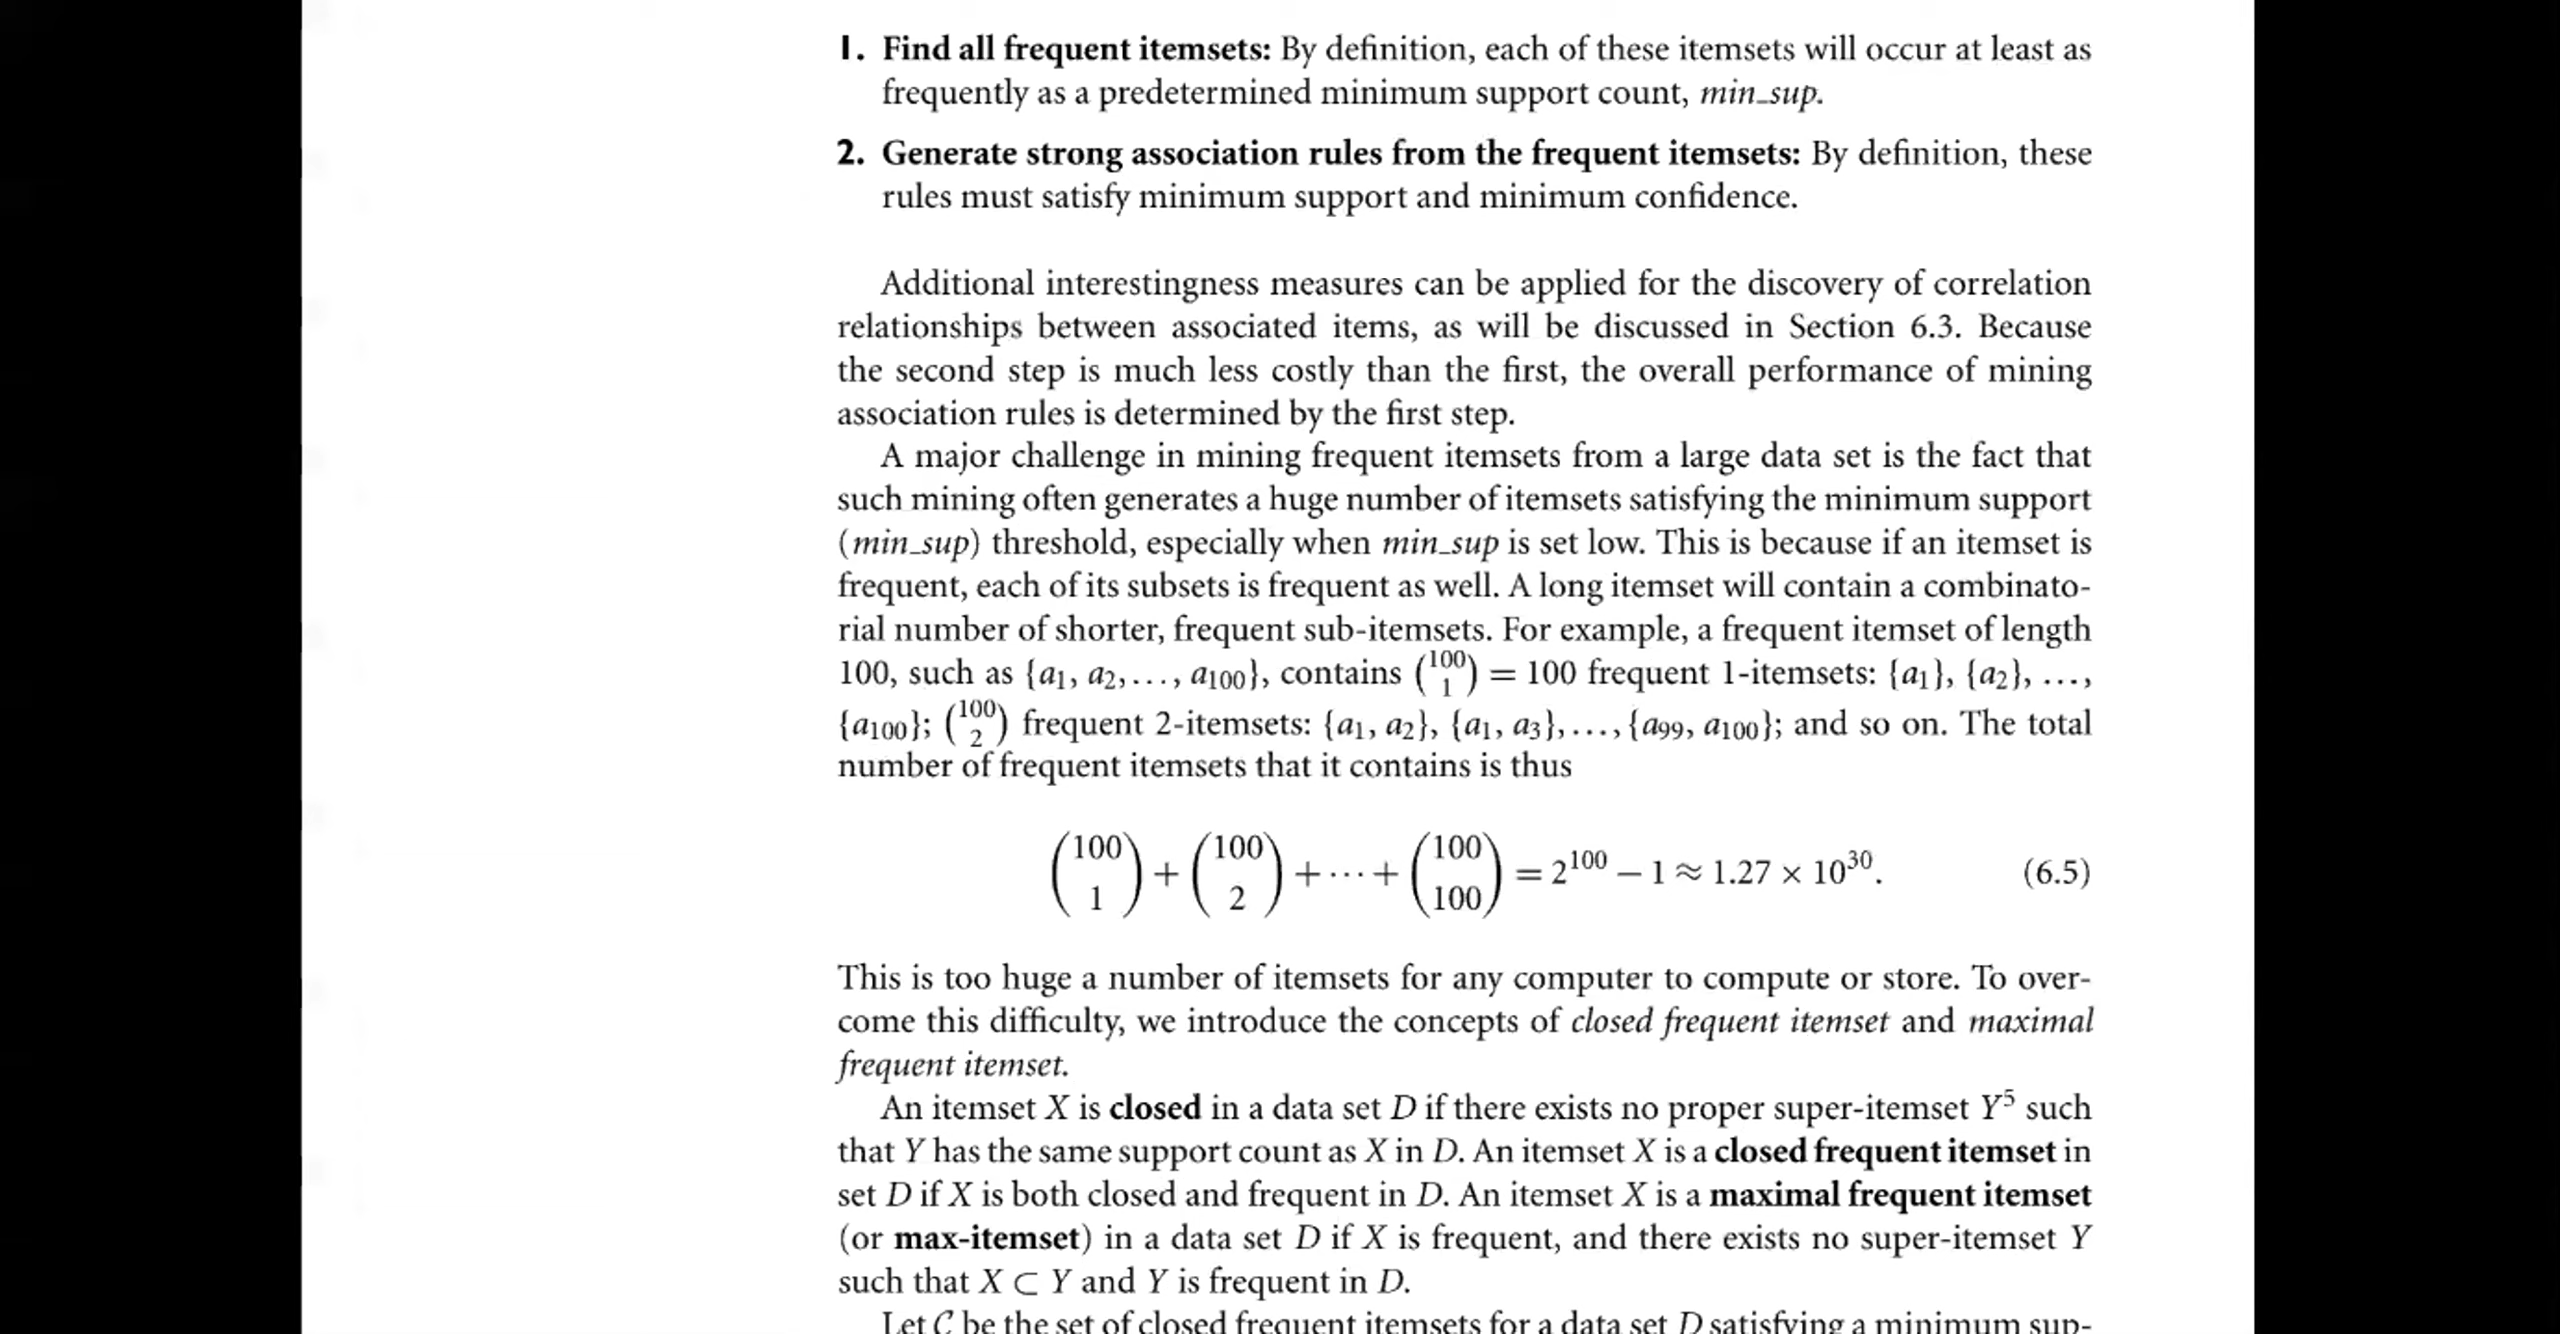 1. Find all frequent itemsets: By definition, each of these itemsets will occur at least as
frequently as a predetermined minimum support count, min_sup.
2. Generate strong association rules from the frequent itemsets: By definition, these
rules must satisfy minimum support and minimum confidence.
Additional interestingness measures can be applied for the discovery of correlation
relationships between associated items, as will be discussed in Section 6.3. Because
the second step is much less costly than the first, the overall performance of mining
association rules is determined by the first step.
A major challenge in mining frequent itemsets from a large data set is the fact that
such mining often generates a huge number of itemsets satisfying the minimum support
(min_sup) threshold, especially when min_sup is set low. This is because if an itemset is
frequent, each of its subsets is frequent as well. A long itemset will contain a combinato-
rial number of shorter, frequent sub-itemsets. For example, a frequent itemset of length
100, such as {a₁, a₂,..., a₁₀₀}, contains (100 1) = 100 frequent 1-itemsets: {a₁}, {a₂}, ...,
{a₁₀₀}; (100 2) frequent 2-itemsets: {a₁, a₂}, {a₁, a₃},..., {a₉₉, a₁₀₀}; and so on. The total
number of frequent itemsets that it contains is thus
(100 1) + (100 2) + ··· + (100 100) = 2¹⁰⁰ − 1 ≈ 1.27 × 10³⁰. (6.5)
This is too huge a number of itemsets for any computer to compute or store. To over-
come this difficulty, we introduce the concepts of closed frequent itemset and maximal
frequent itemset.
An itemset X is closed in a data set D if there exists no proper super-itemset Y⁵ such
that Y has the same support count as X in D. An itemset X is a closed frequent itemset in
set D if X is both closed and frequent in D. An itemset X is a maximal frequent itemset
(or max-itemset) in a data set D if X is frequent, and there exists no super-itemset Y
such that X ⊂ Y and Y is frequent in D.
Let C be the set of closed frequent itemsets for a data set D satisfying a minimum sup-